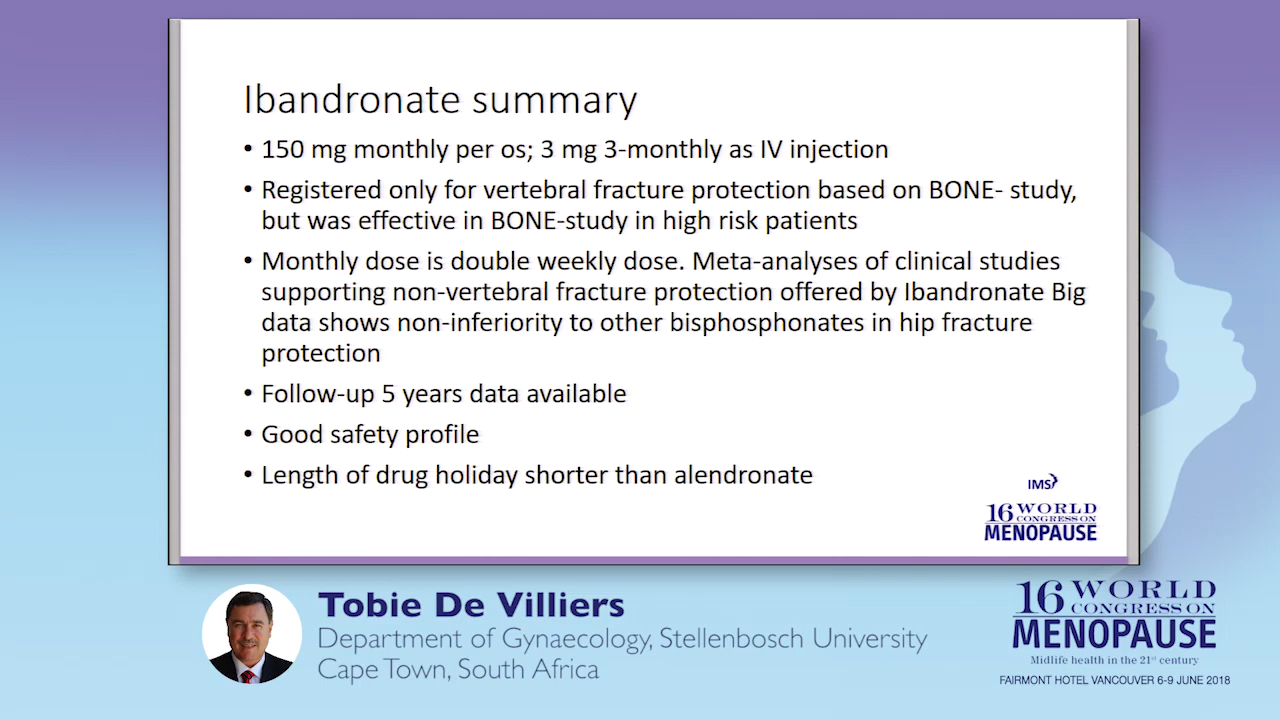 Ibandronate summary
• 150 mg monthly per os; 3 mg 3-monthly as IV injection
• Registered only for vertebral fracture protection based on BONE- study,
but was effective in BONE-study in high risk patients
• Monthly dose is double weekly dose. Meta-analyses of clinical studies
supporting non-vertebral fracture protection offered by Ibandronate Big
data shows non-inferiority to other bisphosphonates in hip fracture
protection
• Follow-up 5 years data available
• Good safety profile
• Length of drug holiday shorter than alendronate
IMS
16 WORLD
CONGRESS ON
MENOPAUSE
Tobie De Villiers
Department of Gynaecology, Stellenbosch University
Cape Town, South Africa
16 WORLD
CONGRESS ON
MENOPAUSE
Midlife health in the 21st century
FAIRMONT HOTEL VANCOUVER 6-9 JUNE 2018